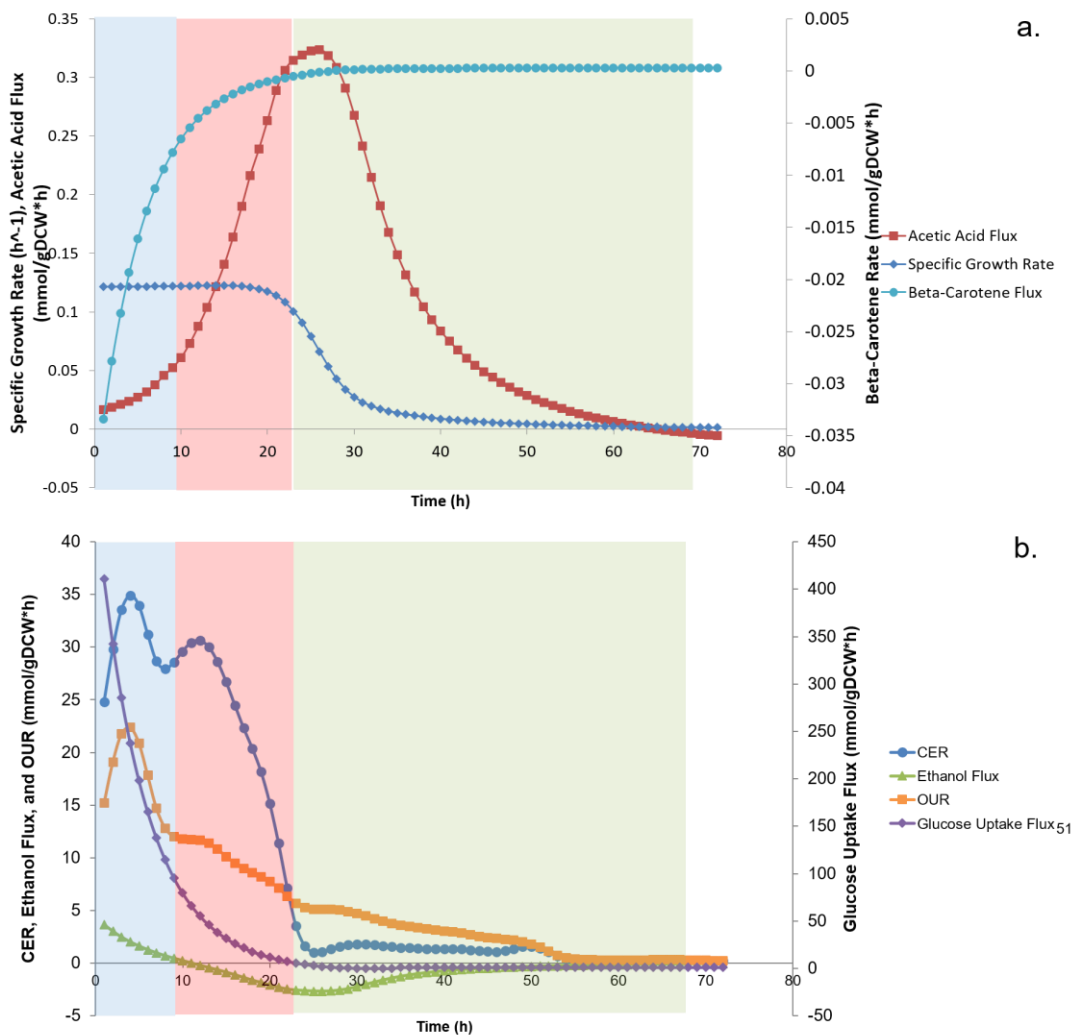 a.
0.35
0.3
0.25
0.2
0.15
0.1
0.05
0
-0.05
Specific Growth Rate (h^-1), Acetic Acid Flux
(mmol/gDCW*h)
0 10 20 30 40 50 60 70 80
Time (h)
0.005
0
-0.005
-0.01
-0.015
-0.02
-0.025
-0.03
-0.035
-0.04
Beta-Carotene Rate (mmol/gDCW*h)
Acetic Acid Flux
Specific Growth Rate
Beta-Carotene Flux
b.
40
35
30
25
20
15
10
5
0
-5
CER, Ethanol Flux, and OUR (mmol/gDCW*h)
0 10 20 30 40 50 60 70 80
Time (h)
450
400
350
300
250
200
150
100
50
0
-50
Glucose Uptake Flux (mmol/gDCW*h)
CER
Ethanol Flux
OUR
Glucose Uptake Flux 51